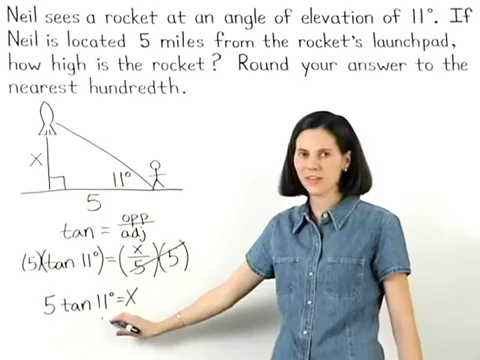 Neil sees a rocket at an angle of elevation of 11°. If
Neil is located 5 miles from the rocket's launchpad,
how high is the rocket? Round your answer to the
nearest hundredth.
x
11°
5
tan = opp/adj
(5)(tan 11°) = (x/5)(5)
5 tan 11° = x